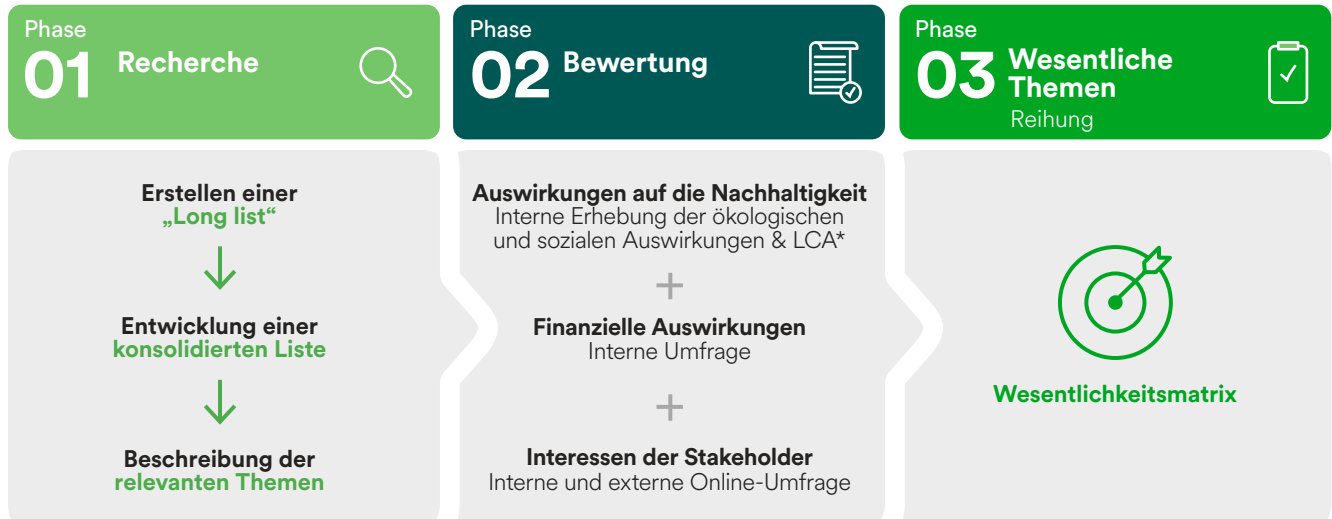 Phase
01 Recherche
Erstellen einer
„Long list“
Entwicklung einer
konsolidierten Liste
Beschreibung der
relevanten Themen
Phase
02 Bewertung
Auswirkungen auf die Nachhaltigkeit
Interne Erhebung der ökologischen
und sozialen Auswirkungen & LCA*
+
Finanzielle Auswirkungen
Interne Umfrage
+
Interessen der Stakeholder
Interne und externe Online-Umfrage
Phase
03 Wesentliche
Themen
Reihung
Wesentlichkeitsmatrix